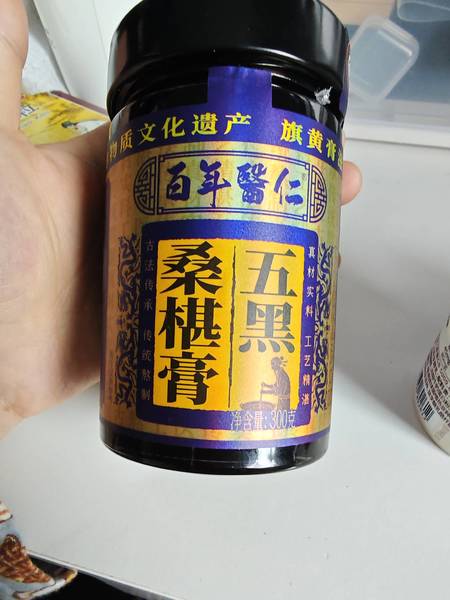 物质文化遗产 旗黄膏
百年醫仁
五黑
桑椹膏
真材实料 工艺精湛
古法传承 传统熬制
净含量:300克